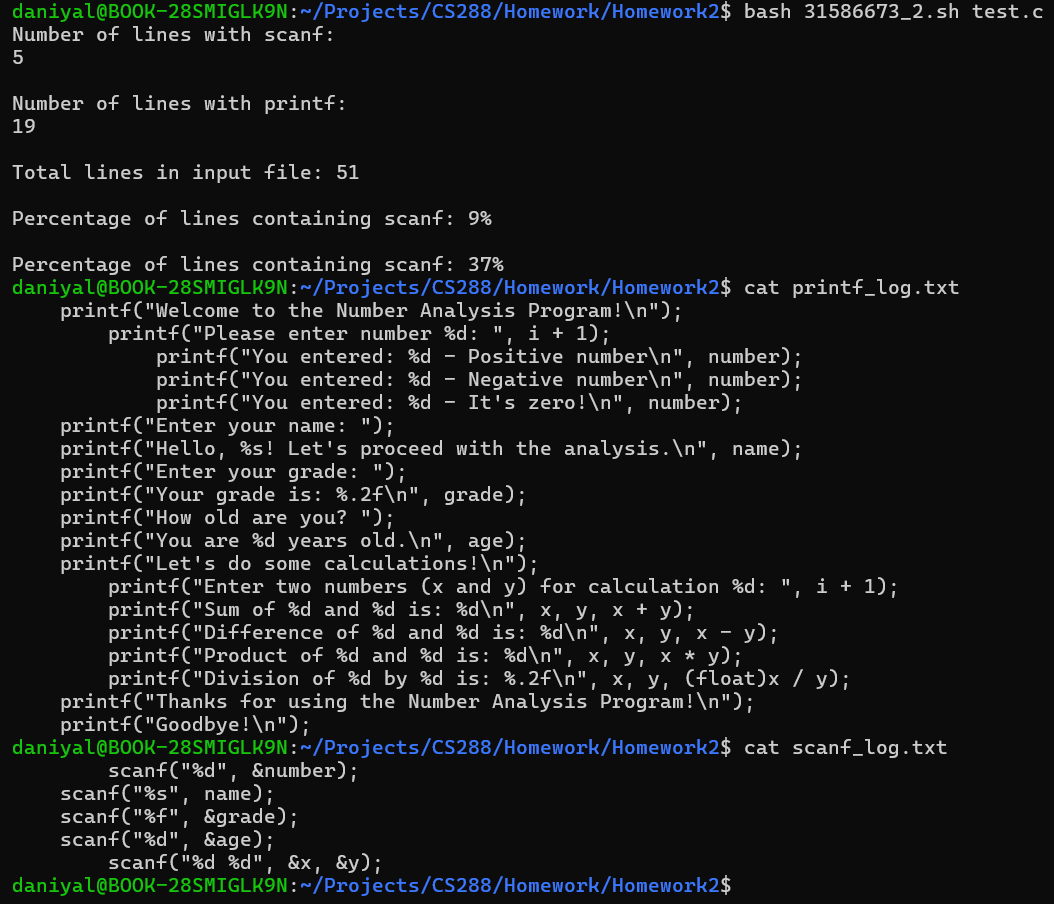 daniyal@BOOK-28SMIGLK9N:~/Projects/CS288/Homework/Homework2$ bash 31586673_2.sh test.c
Number of lines with scanf:
5
Number of lines with printf:
19
Total lines in input file: 51
Percentage of lines containing scanf: 9%
Percentage of lines containing scanf: 37%
daniyal@BOOK-28SMIGLK9N:~/Projects/CS288/Homework/Homework2$ cat printf_log.txt
    printf("Welcome to the Number Analysis Program!\n");
        printf("Please enter number %d: ", i + 1);
            printf("You entered: %d - Positive number\n", number);
            printf("You entered: %d - Negative number\n", number);
            printf("You entered: %d - It's zero!\n", number);
    printf("Enter your name: ");
    printf("Hello, %s! Let's proceed with the analysis.\n", name);
    printf("Enter your grade: ");
    printf("Your grade is: %.2f\n", grade);
    printf("How old are you? ");
    printf("You are %d years old.\n", age);
    printf("Let's do some calculations!\n");
        printf("Enter two numbers (x and y) for calculation %d: ", i + 1);
        printf("Sum of %d and %d is: %d\n", x, y, x + y);
        printf("Difference of %d and %d is: %d\n", x, y, x - y);
        printf("Product of %d and %d is: %d\n", x, y, x * y);
        printf("Division of %d by %d is: %.2f\n", x, y, (float)x / y);
    printf("Thanks for using the Number Analysis Program!\n");
    printf("Goodbye!\n");
daniyal@BOOK-28SMIGLK9N:~/Projects/CS288/Homework/Homework2$ cat scanf_log.txt
        scanf("%d", &number);
    scanf("%s", name);
    scanf("%f", &grade);
    scanf("%d", &age);
        scanf("%d %d", &x, &y);
daniyal@BOOK-28SMIGLK9N:~/Projects/CS288/Homework/Homework2$